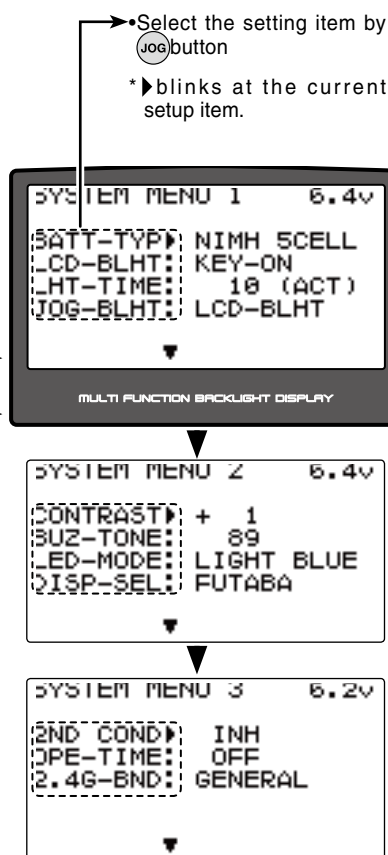 •Select the setting item by
JOG button
*▶blinks at the current
setup item.
SYSTEM MENU 1 6.4v
BATT-TYP▶ NIMH 5CELL
LCD-BLHT: KEY-ON
LHT-TIME: 10 (ACT)
JOG-BLHT: LCD-BLHT
▼
MULTI FUNCTION BACKLIGHT DISPLAY
SYSTEM MENU 2 6.4v
CONTRAST▶ + 1
BUZ-TONE: 89
LED-MODE: LIGHT BLUE
DISP-SEL: FUTABA
▼
SYSTEM MENU 3 6.2v
2ND COND▶ INH
OPE-TIME: OFF
2.4G-BND: GENERAL
▼